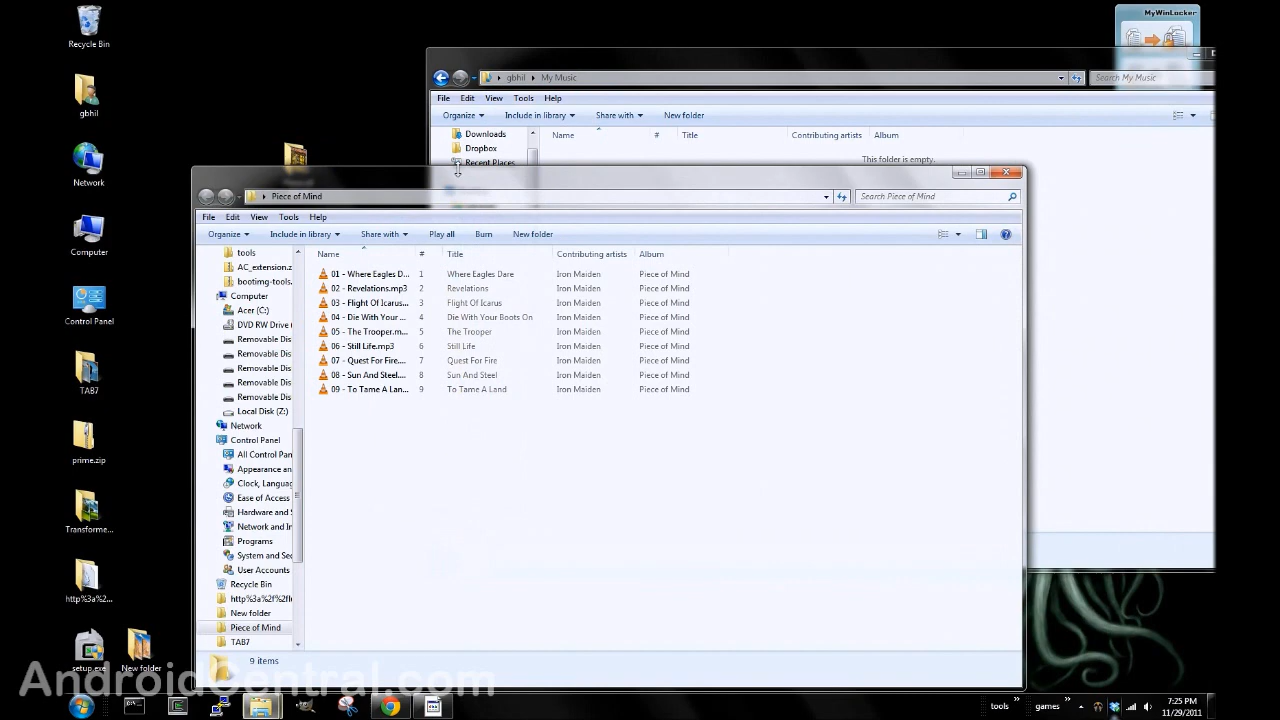 Recycle Bin
gbhil
Network
Computer
Control Panel
TAB7
prime.zip
Transforme...
http%3a%2...
setup.exe
New folder
MyWinLocker
gbhil
My Music
Search My Music
File Edit View Tools Help
Organize Include in library Share with New folder
Downloads
Dropbox
Recent Places
Name # Title Contributing artists Album
This folder is empty.
Piece of Mind
Search Piece of Mind
File Edit View Tools Help
Organize Include in library Share with Play all Burn New folder
tools
AC_extension.z
bootimg-tools.
Computer
Acer (C:)
DVD RW Drive
Removable Dis
Removable Dis
Removable Dis
Removable Dis
Removable Dis
Local Disk (Z:)
Network
Control Panel
All Control Pan
Appearance an
Clock, Languag
Ease of Access
Hardware and S
Network and In
Programs
System and Sec
User Accounts
Recycle Bin
New folder
Piece of Mind
TAB7
Name # Title Contributing artists Album
01 - Where Eagles D... 1 Where Eagles Dare Iron Maiden Piece of Mind
02 - Revelations.mp3 2 Revelations Iron Maiden Piece of Mind
03 - Flight Of Icarus... 3 Flight Of Icarus Iron Maiden Piece of Mind
04 - Die With Your ... 4 Die With Your Boots On Iron Maiden Piece of Mind
05 - The Trooper.m... 5 The Trooper Iron Maiden Piece of Mind
06 - Still Life.mp3 6 Still Life Iron Maiden Piece of Mind
07 - Quest For Fire.... 7 Quest For Fire Iron Maiden Piece of Mind
08 - Sun And Steel.... 8 Sun And Steel Iron Maiden Piece of Mind
09 - To Tame A Lan... 9 To Tame A Land Iron Maiden Piece of Mind
9 items
AndroidCentral.com
tools
games
7:25 PM
11/29/2011